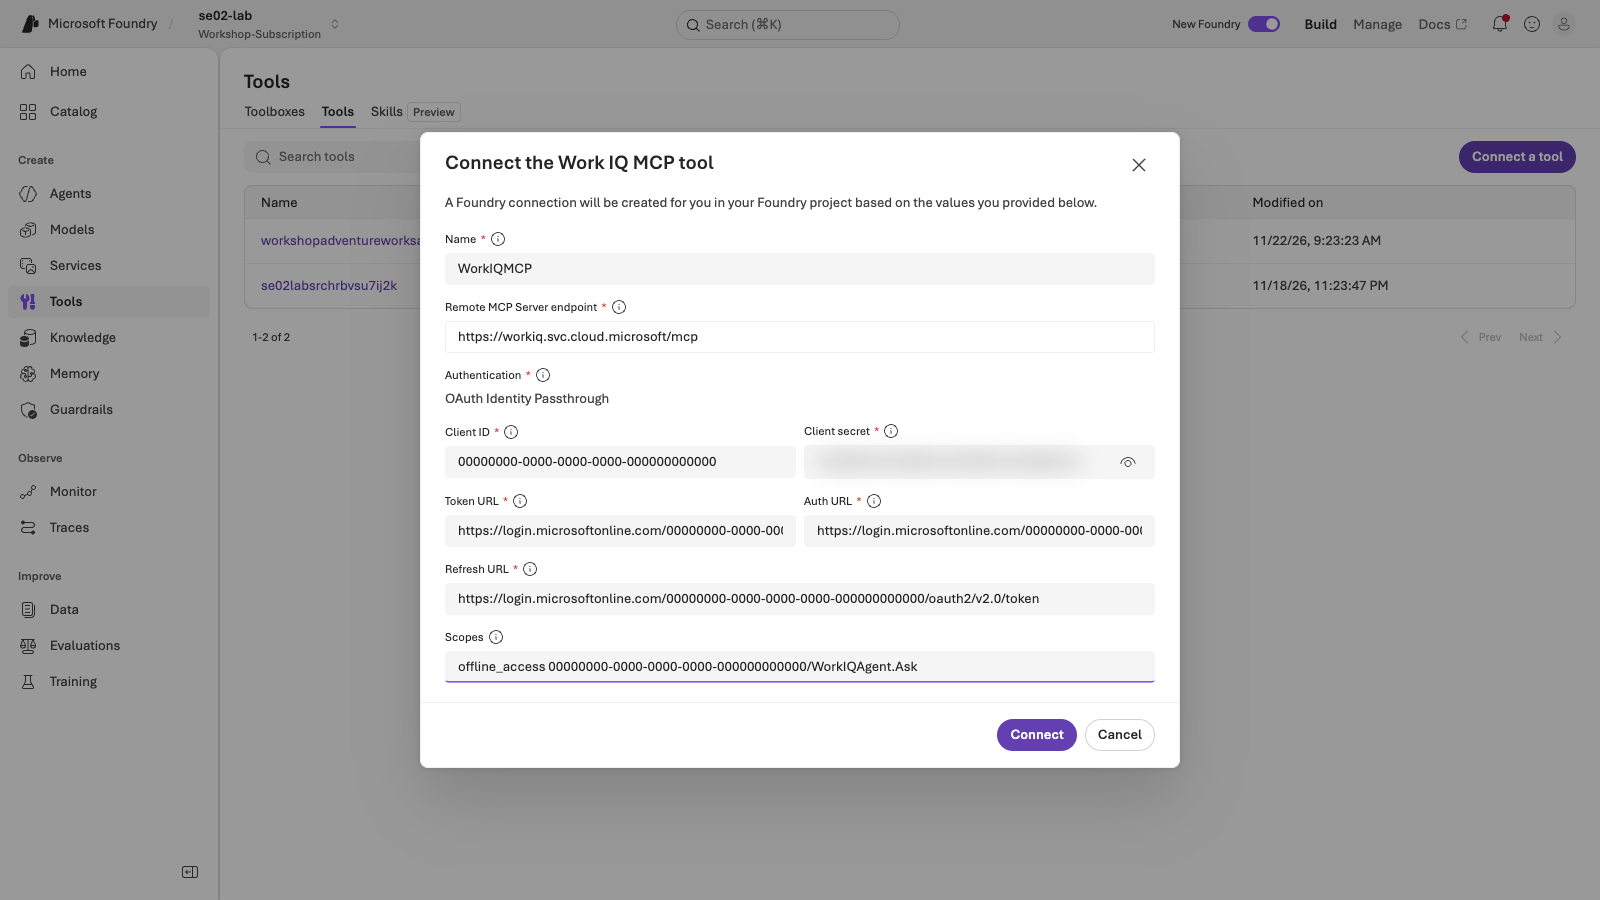 Microsoft Foundry
/
se02-lab
Workshop-Subscription
Search (⌘K)
New Foundry
Build
Manage
Docs
Home
Catalog
Create
Agents
Models
Services
Tools
Knowledge
Memory
Guardrails
Observe
Monitor
Traces
Improve
Data
Evaluations
Training
Tools
Toolboxes
Tools
Skills
Preview
Search tools
Connect a tool
Name
Modified on
workshopadventureworks
11/22/26, 9:23:23 AM
se02labsrchrbvsu7ij2k
11/18/26, 11:23:47 PM
1-2 of 2
Prev
Next
Connect the Work IQ MCP tool
A Foundry connection will be created for you in your Foundry project based on the values you provided below.
Name *
WorkIQMCP
Remote MCP Server endpoint *
https://workiq.svc.cloud.microsoft/mcp
Authentication *
OAuth Identity Passthrough
Client ID *
00000000-0000-0000-0000-000000000000
Client secret *
Token URL *
https://login.microsoftonline.com/00000000-0000-00
Auth URL *
https://login.microsoftonline.com/00000000-0000-00
Refresh URL *
https://login.microsoftonline.com/00000000-0000-0000-0000-000000000000/oauth2/v2.0/token
Scopes
offline_access 00000000-0000-0000-0000-000000000000/WorkIQAgent.Ask
Connect
Cancel